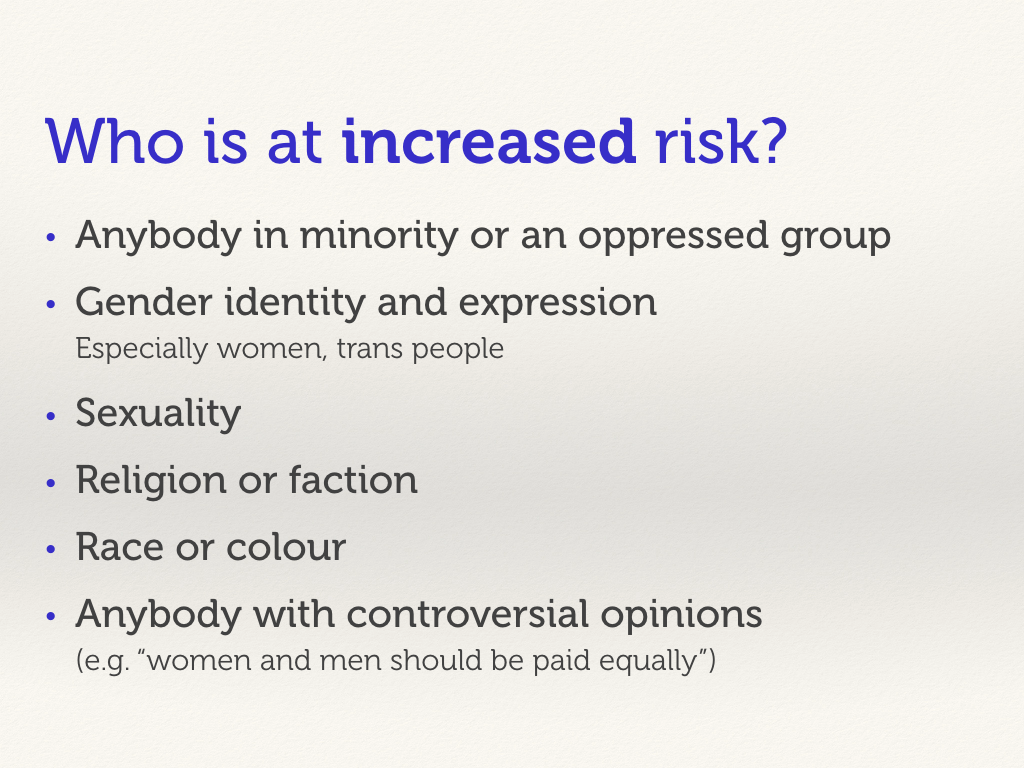 Who is at increased risk?
• Anybody in minority or an oppressed group
• Gender identity and expression
Especially women, trans people
• Sexuality
• Religion or faction
• Race or colour
• Anybody with controversial opinions
(e.g. “women and men should be paid equally”)